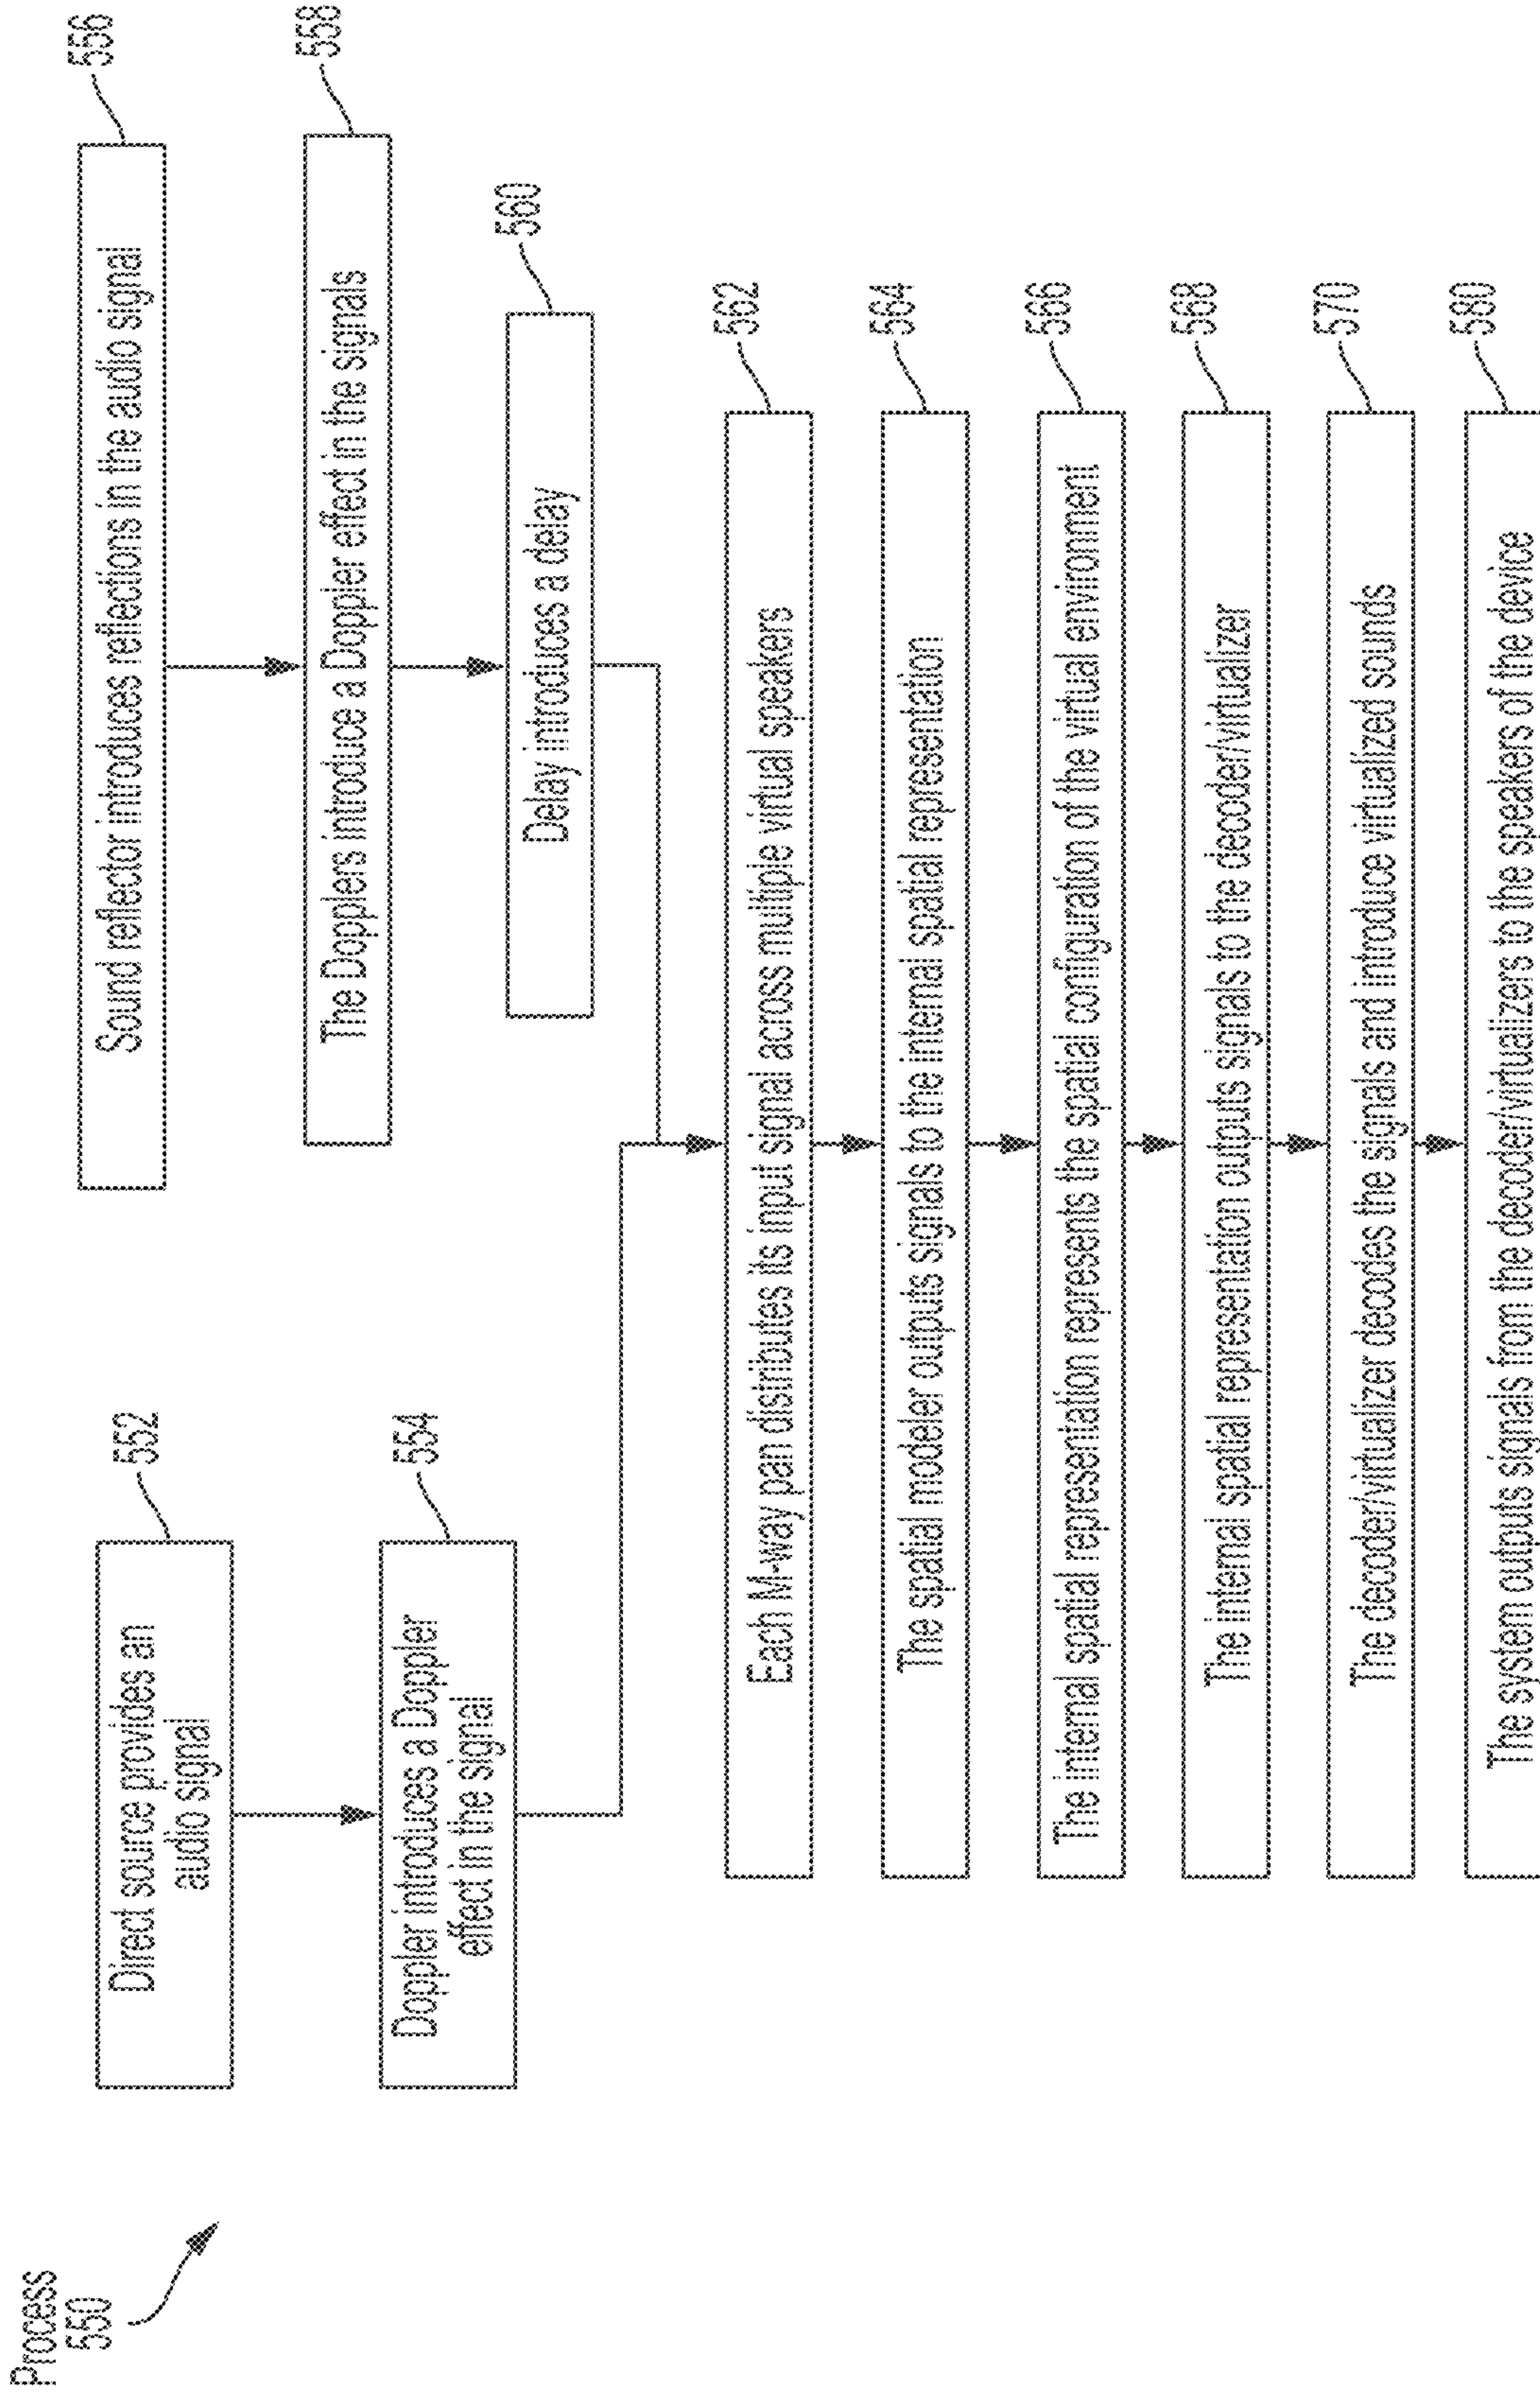 Process
550
Direct source provides an
audio signal
552
Doppler introduces a Doppler
effect in the signal
554
Sound reflector introduces reflections in the audio signal
556
The Dopplers introduce a Doppler effect in the signals
558
Delay introduces a delay
560
Each M-way pan distributes its input signal across multiple virtual speakers
562
The spatial modeler outputs signals to the internal spatial representation
564
The internal spatial representation represents the spatial configuration of the virtual environment
566
The internal spatial representation outputs signals to the decoder/virtualizer
568
The decoder/virtualizer decodes the signals and introduce virtualized sounds
570
The system outputs signals from the decoder/virtualizers to the speakers of the device
580